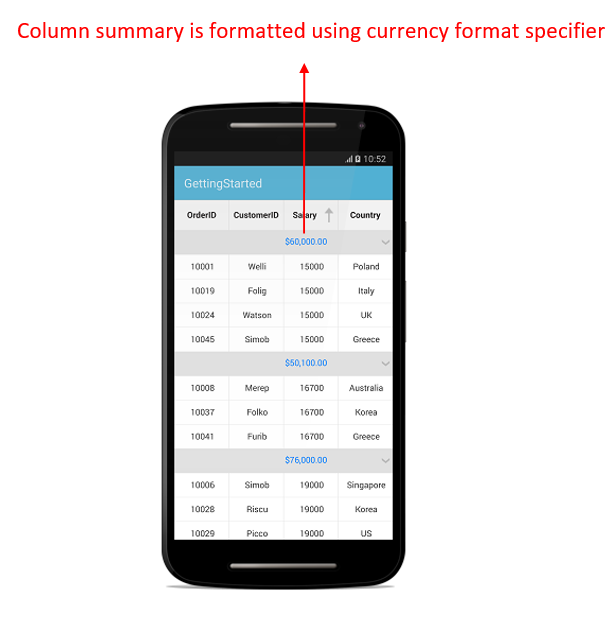 Column summary is formatted using currency format specifier
10:52
GettingStarted
OrderID CustomerID Salary Country
$60,000.00
10001 Welli 15000 Poland
10019 Folig 15000 Italy
10024 Watson 15000 UK
10045 Simob 15000 Greece
$50,100.00
10008 Merep 16700 Australia
10037 Folko 16700 Korea
10041 Furib 16700 Greece
$76,000.00
10006 Simob 19000 Singapore
10028 Riscu 19000 Korea
10029 Picco 19000 US